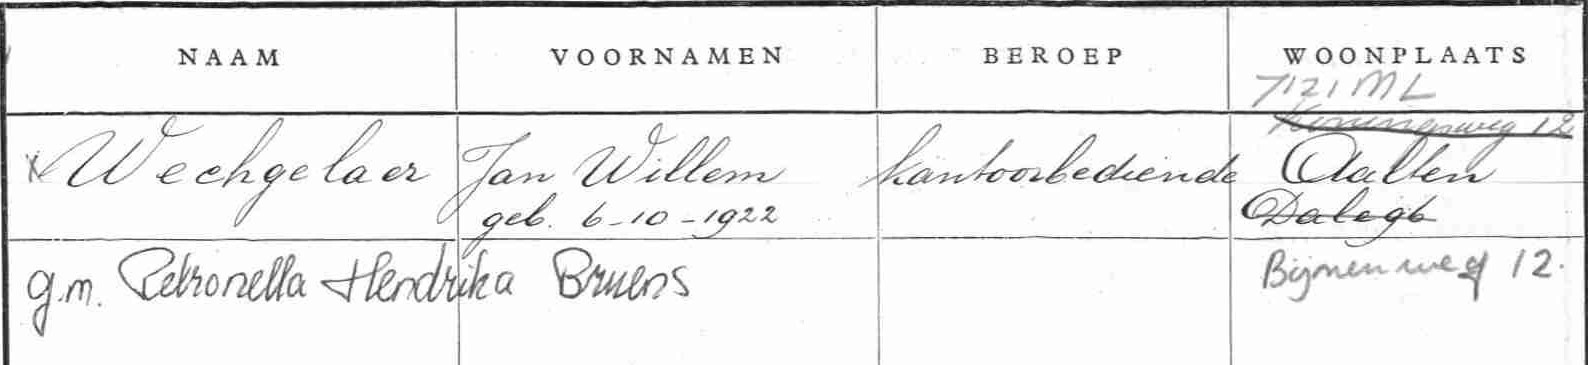 NAAM VOORNAMEN BEROEP WOONPLAATS
7121 ML
12
x Wechgelaer Jan Willem kantoorbediende Aalten
geb. 6-10-1922
g.m. Petronella Hendrika Bruens Bijnenweg 12.